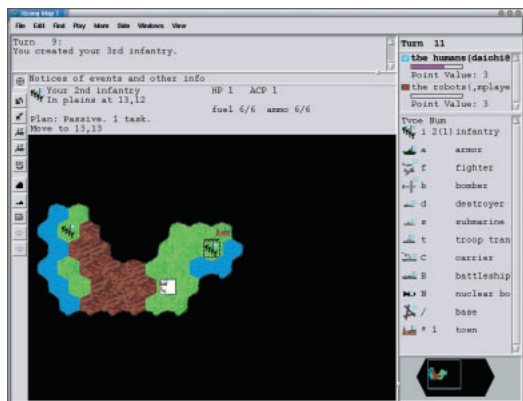 Xconq Map 1
File Edit Find Play More Side Windows View
Turn 9:
You created your 3rd infantry.
Notices of events and other info
Your 2nd infantry HP 1 ACP 1
In plains at 13,12
fuel 6/6 ammo 6/6
Plan: Passive. 1 task.
Move to 13,13
Turn 11
the humans(daichi@
Point Value: 3
the robots(,mplaye
Point Value: 3
Type Num
i 2(1) infantry
a armor
f fighter
b bomber
d destroyer
s submarine
t troop tran
C carrier
B battleship
N nuclear bo
/ base
* 1 town